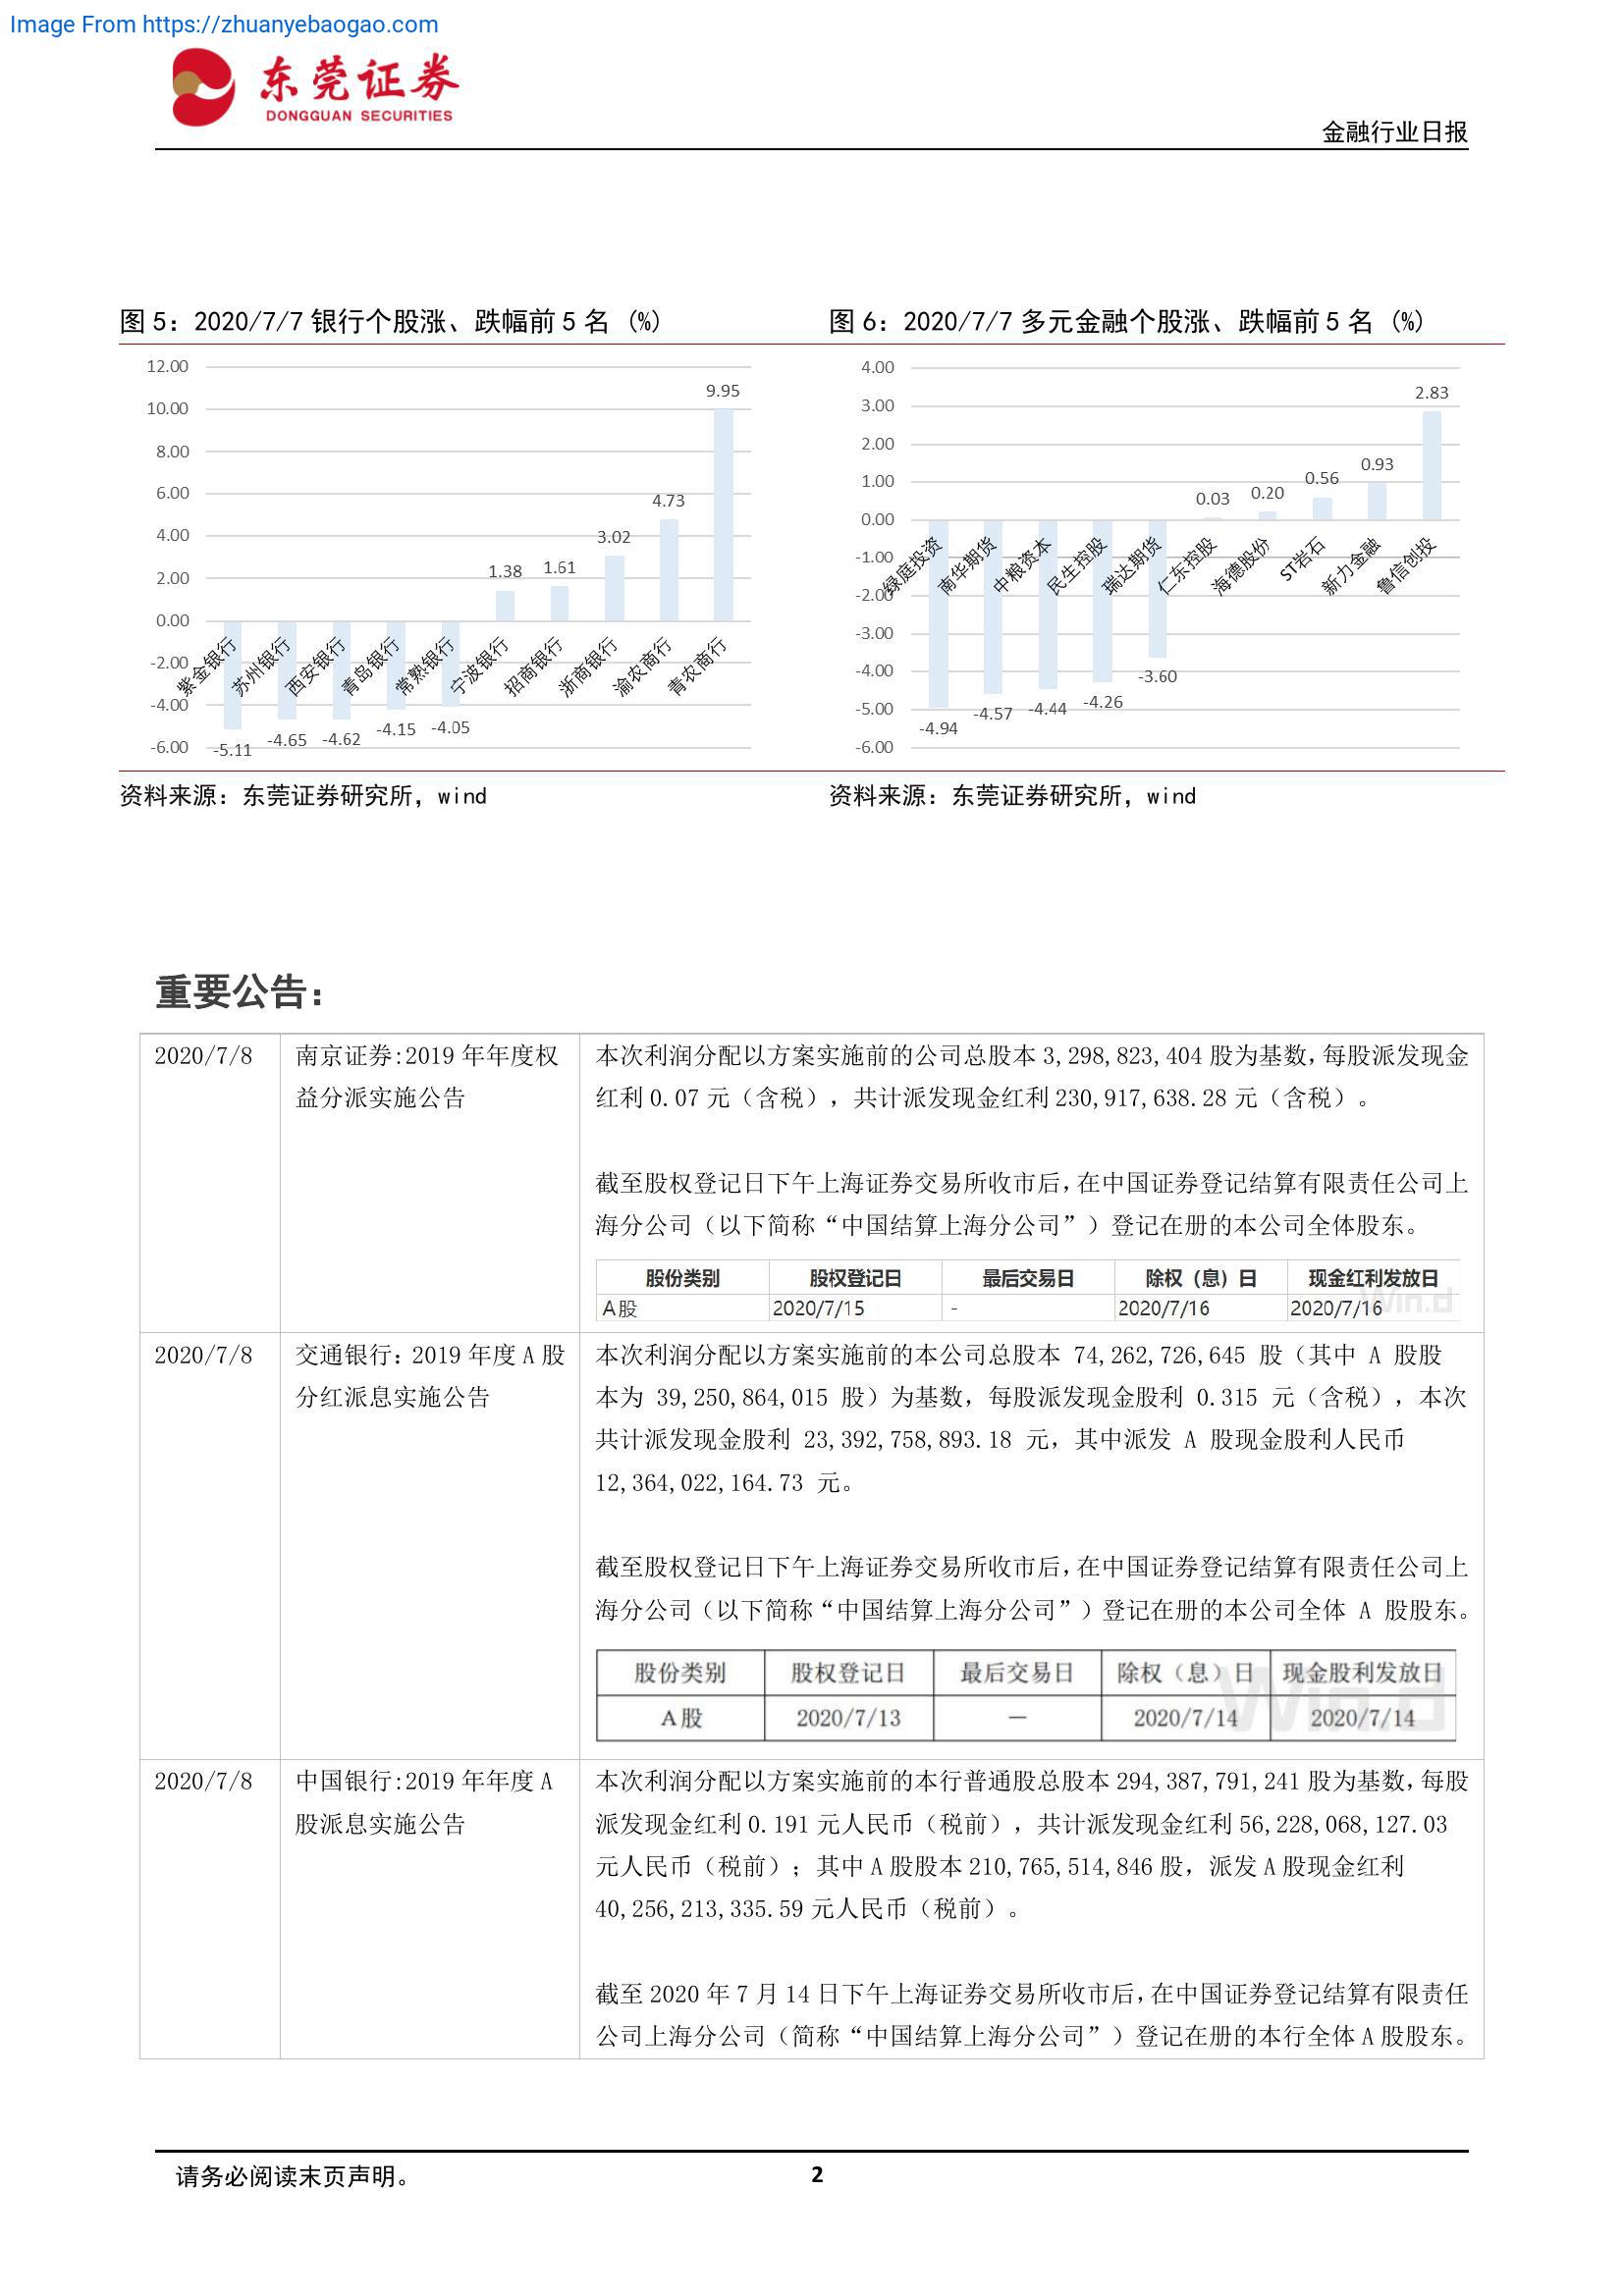 Image From https://zhuanyebaogao.com
东莞证券
DONGGUAN SECURITIES
金融行业日报
图 5：2020/7/7 银行个股涨、跌幅前 5 名 (%)
12.00
10.00
8.00
6.00
4.00
2.00
0.00
-2.00
-4.00
-6.00
-5.11
-4.65
-4.62
-4.15
-4.05
1.38
1.61
3.02
4.73
9.95
紫金银行
苏州银行
西安银行
青岛银行
常熟银行
宁波银行
招商银行
浙商银行
渝农商行
青农商行
资料来源：东莞证券研究所，wind
图 6：2020/7/7 多元金融个股涨、跌幅前 5 名 (%)
4.00
3.00
2.00
1.00
0.00
-1.00
-2.00
-3.00
-4.00
-5.00
-6.00
-4.94
-4.57
-4.44
-4.26
-3.60
0.03
0.20
0.56
0.93
2.83
绿庭投资
南华期货
中粮资本
民生控股
瑞达期货
仁东控股
海德股份
ST岩石
新力金融
鲁信创投
资料来源：东莞证券研究所，wind
重要公告：
2020/7/8
南京证券:2019 年年度权
益分派实施公告
本次利润分配以方案实施前的公司总股本 3,298,823,404 股为基数，每股派发现金
红利 0.07 元（含税），共计派发现金红利 230,917,638.28 元（含税）。
截至股权登记日下午上海证券交易所收市后，在中国证券登记结算有限责任公司上
海分公司（以下简称“中国结算上海分公司”）登记在册的本公司全体股东。
股份类别 股权登记日 最后交易日 除权（息）日 现金红利发放日
A股 2020/7/15 - 2020/7/16 2020/7/16
Win.d
2020/7/8
交通银行：2019 年度 A 股
分红派息实施公告
本次利润分配以方案实施前的本公司总股本 74,262,726,645 股（其中 A 股股
本为 39,250,864,015 股）为基数，每股派发现金股利 0.315 元（含税），本次
共计派发现金股利 23,392,758,893.18 元，其中派发 A 股现金股利人民币
12,364,022,164.73 元。
截至股权登记日下午上海证券交易所收市后，在中国证券登记结算有限责任公司上
海分公司（以下简称“中国结算上海分公司”）登记在册的本公司全体 A 股股东。
股份类别 股权登记日 最后交易日 除权（息）日 现金股利发放日
A股 2020/7/13 － 2020/7/14 2020/7/14
Win.d
2020/7/8
中国银行:2019 年年度 A
股派息实施公告
本次利润分配以方案实施前的本行普通股总股本 294,387,791,241 股为基数，每股
派发现金红利 0.191 元人民币（税前），共计派发现金红利 56,228,068,127.03
元人民币（税前）；其中 A 股股本 210,765,514,846 股，派发 A 股现金红利
40,256,213,335.59 元人民币（税前）。
截至 2020 年 7 月 14 日下午上海证券交易所收市后，在中国证券登记结算有限责任
公司上海分公司（简称“中国结算上海分公司”）登记在册的本行全体 A 股股东。
请务必阅读末页声明。
2